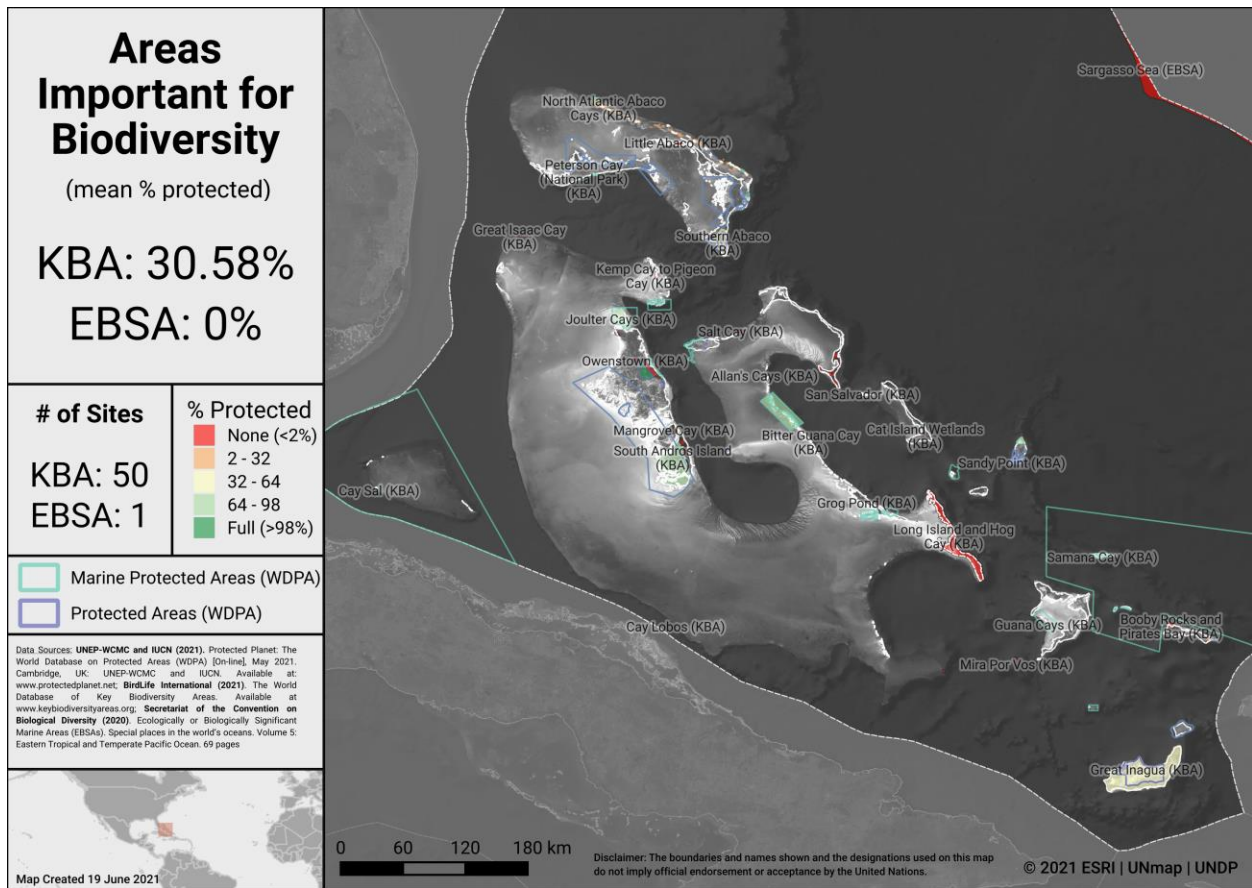 Areas
Important for
Biodiversity
(mean % protected)
KBA: 30.58%
EBSA: 0%
# of Sites
KBA: 50
EBSA: 1
% Protected
None (<2%)
2 - 32
32 - 64
64 - 98
Full (>98%)
Marine Protected Areas (WDPA)
Protected Areas (WDPA)
Data Sources: UNEP-WCMC and IUCN (2021). Protected Planet: The
World Database on Protected Areas (WDPA) [On-line], May 2021.
Cambridge, UK: UNEP-WCMC and IUCN. Available at:
www.protectedplanet.net; BirdLife International (2021). The World
Database of Key Biodiversity Areas. Available at
www.keybiodiversityareas.org; Secretariat of the Convention on
Biological Diversity (2020). Ecologically or Biologically Significant
Marine Areas (EBSAs). Special places in the world's oceans. Volume 5:
Eastern Tropical and Temperate Pacific Ocean. 69 pages
Map Created 19 June 2021
Sargasso Sea (EBSA)
North Atlantic Abaco
Cays (KBA)
Little Abaco (KBA)
Peterson Cay
(National Park)
(KBA)
Southern Abaco
(KBA)
Great Isaac Cay
(KBA)
Kemp Cay to Pigeon
Cay (KBA)
Joulter Cays (KBA)
Salt Cay (KBA)
Owenstown (KBA)
Allan's Cays (KBA)
San Salvador (KBA)
Mangrove Cay (KBA)
Bitter Guana Cay
(KBA)
Cat Island Wetlands
(KBA)
South Andros Island
(KBA)
Sandy Point (KBA)
Cay Sal (KBA)
Grog Pond (KBA)
Long Island and Hog
Cay (KBA)
Samana Cay (KBA)
Cay Lobos (KBA)
Guana Cays (KBA)
Booby Rocks and
Pirates Bay (KBA)
Mira Por Vos (KBA)
Great Inagua (KBA)
0 60 120 180 km
Disclaimer: The boundaries and names shown and the designations used on this map
do not imply official endorsement or acceptance by the United Nations.
© 2021 ESRI | UNmap | UNDP